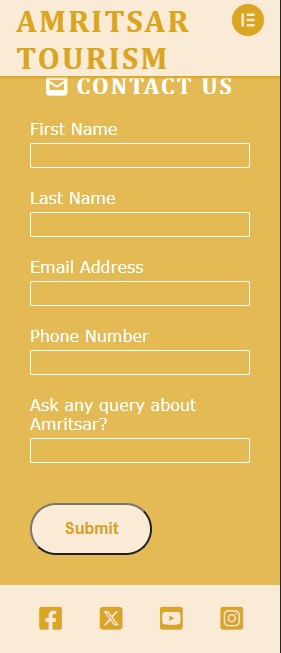 AMRITSAR
TOURISM
CONTACT US
First Name
Last Name
Email Address
Phone Number
Ask any query about
Amritsar?
Submit